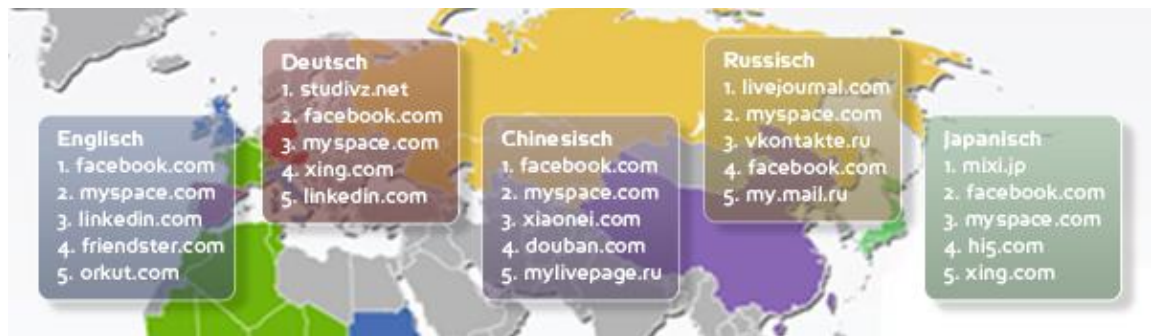 Englisch
1. facebook.com
2. myspace.com
3. linkedin.com
4. friendster.com
5. orkut.com
Deutsch
1. studivz.net
2. facebook.com
3. myspace.com
4. xing.com
5. linkedin.com
Chinesisch
1. facebook.com
2. myspace.com
3. xiaonei.com
4. douban.com
5. mylivepage.ru
Russisch
1. livejournal.com
2. myspace.com
3. vkontakte.ru
4. facebook.com
5. my.mail.ru
Japanisch
1. mixi.jp
2. facebook.com
3. myspace.com
4. hi5.com
5. xing.com